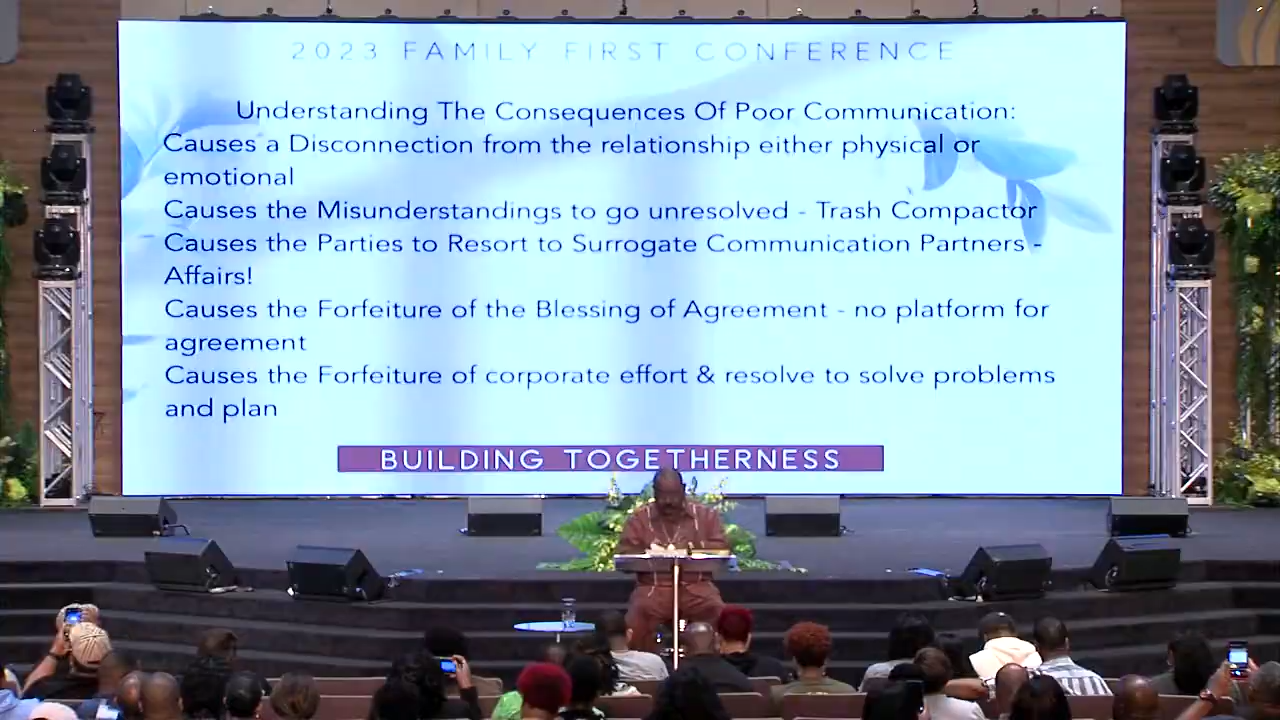 2023 FAMILY FIRST CONFERENCE
Understanding The Consequences Of Poor Communication:
Causes a Disconnection from the relationship either physical or
emotional
Causes the Misunderstandings to go unresolved - Trash Compactor
Causes the Parties to Resort to Surrogate Communication Partners -
Affairs!
Causes the Forfeiture of the Blessing of Agreement - no platform for
agreement
Causes the Forfeiture of corporate effort & resolve to solve problems
and plan
BUILDING TOGETHERNESS